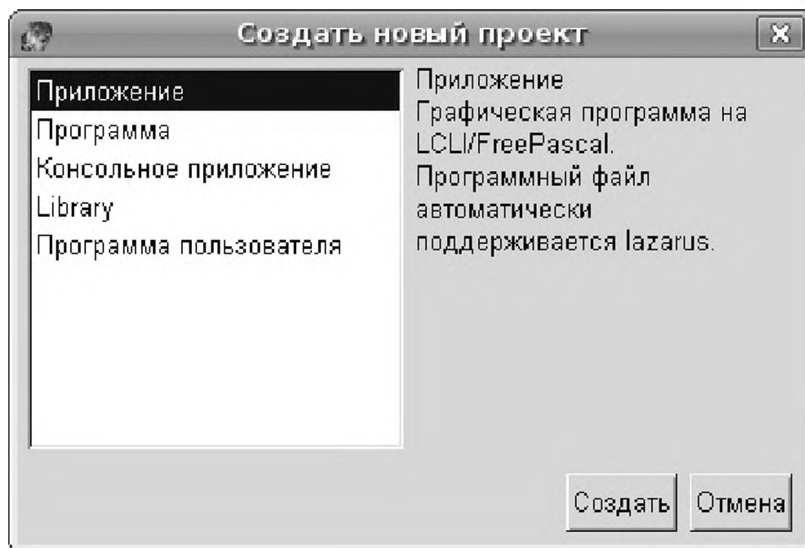 Создать новый проект
Приложение
Программа
Консольное приложение
Library
Программа пользователя
Приложение
Графическая программа на
LCLI/FreePascal.
Программный файл
автоматически
поддерживается lazarus.
Создать Отмена